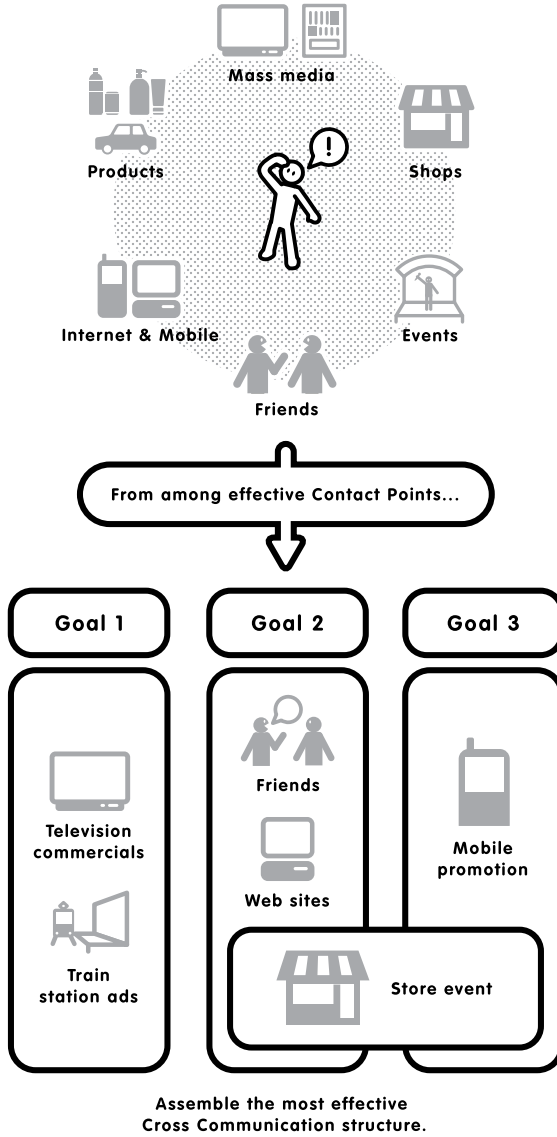 Mass media
Products
Shops
!
Internet & Mobile
Events
Friends
From among effective Contact Points...
Goal 1
Goal 2
Goal 3
Television
commercials
Train
station ads
Friends
Web sites
Mobile
promotion
Store event
Assemble the most effective
Cross Communication structure.